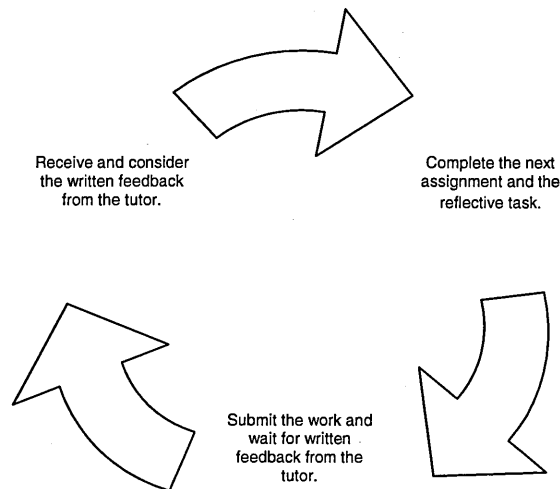 Receive and consider
the written feedback
from the tutor.
Complete the next
assignment and the
reflective task.
Submit the work and
wait for written
feedback from the
tutor.